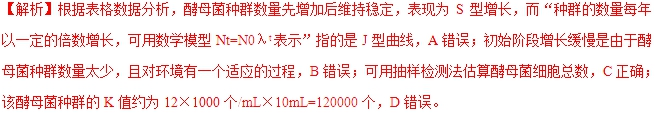 【解析】根据表格数据分析，酵母菌种群数量先增加后维持稳定，表现为 S 型增长，而“种群的数量每年
以一定的倍数增长，可用数学模型 Nt=N0λᵗ表示”指的是 J 型曲线，A 错误；初始阶段增长缓慢是由于酵
母菌种群数量太少，且对环境有一个适应的过程，B 错误；可用抽样检测法估算酵母菌细胞总数，C 正确；
该酵母菌种群的 K 值约为 12×1000 个/mL×10mL=120000 个，D 错误。